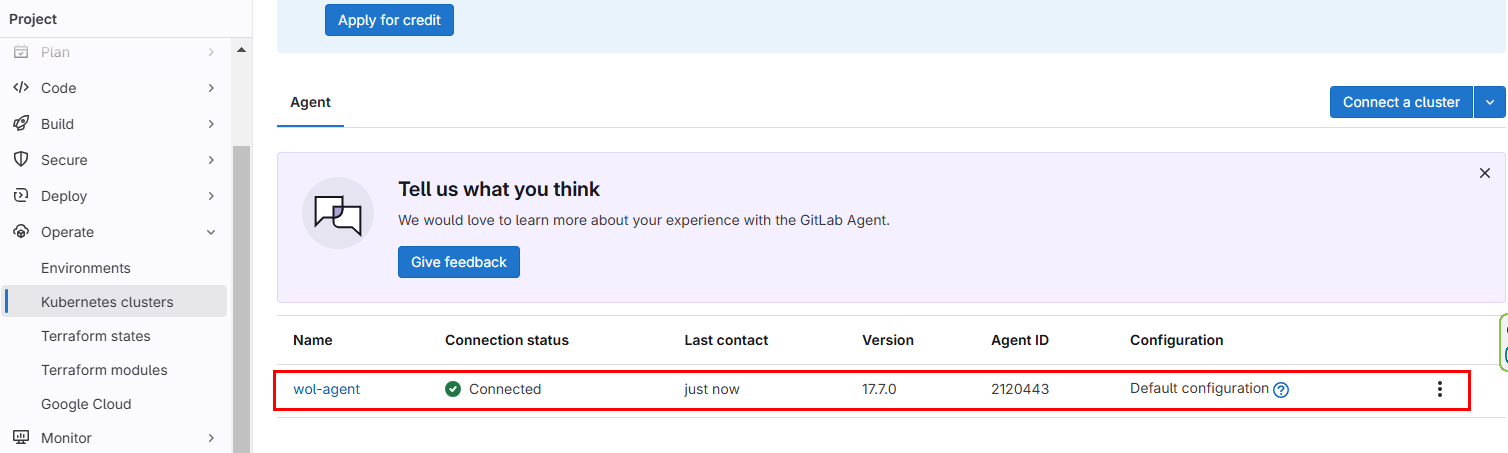 Project
Plan
Code
Build
Secure
Deploy
Operate
Environments
Kubernetes clusters
Terraform states
Terraform modules
Google Cloud
Monitor
Apply for credit
Agent
Connect a cluster
Tell us what you think
We would love to learn more about your experience with the GitLab Agent.
Give feedback
Name Connection status Last contact Version Agent ID Configuration
wol-agent Connected just now 17.7.0 2120443 Default configuration